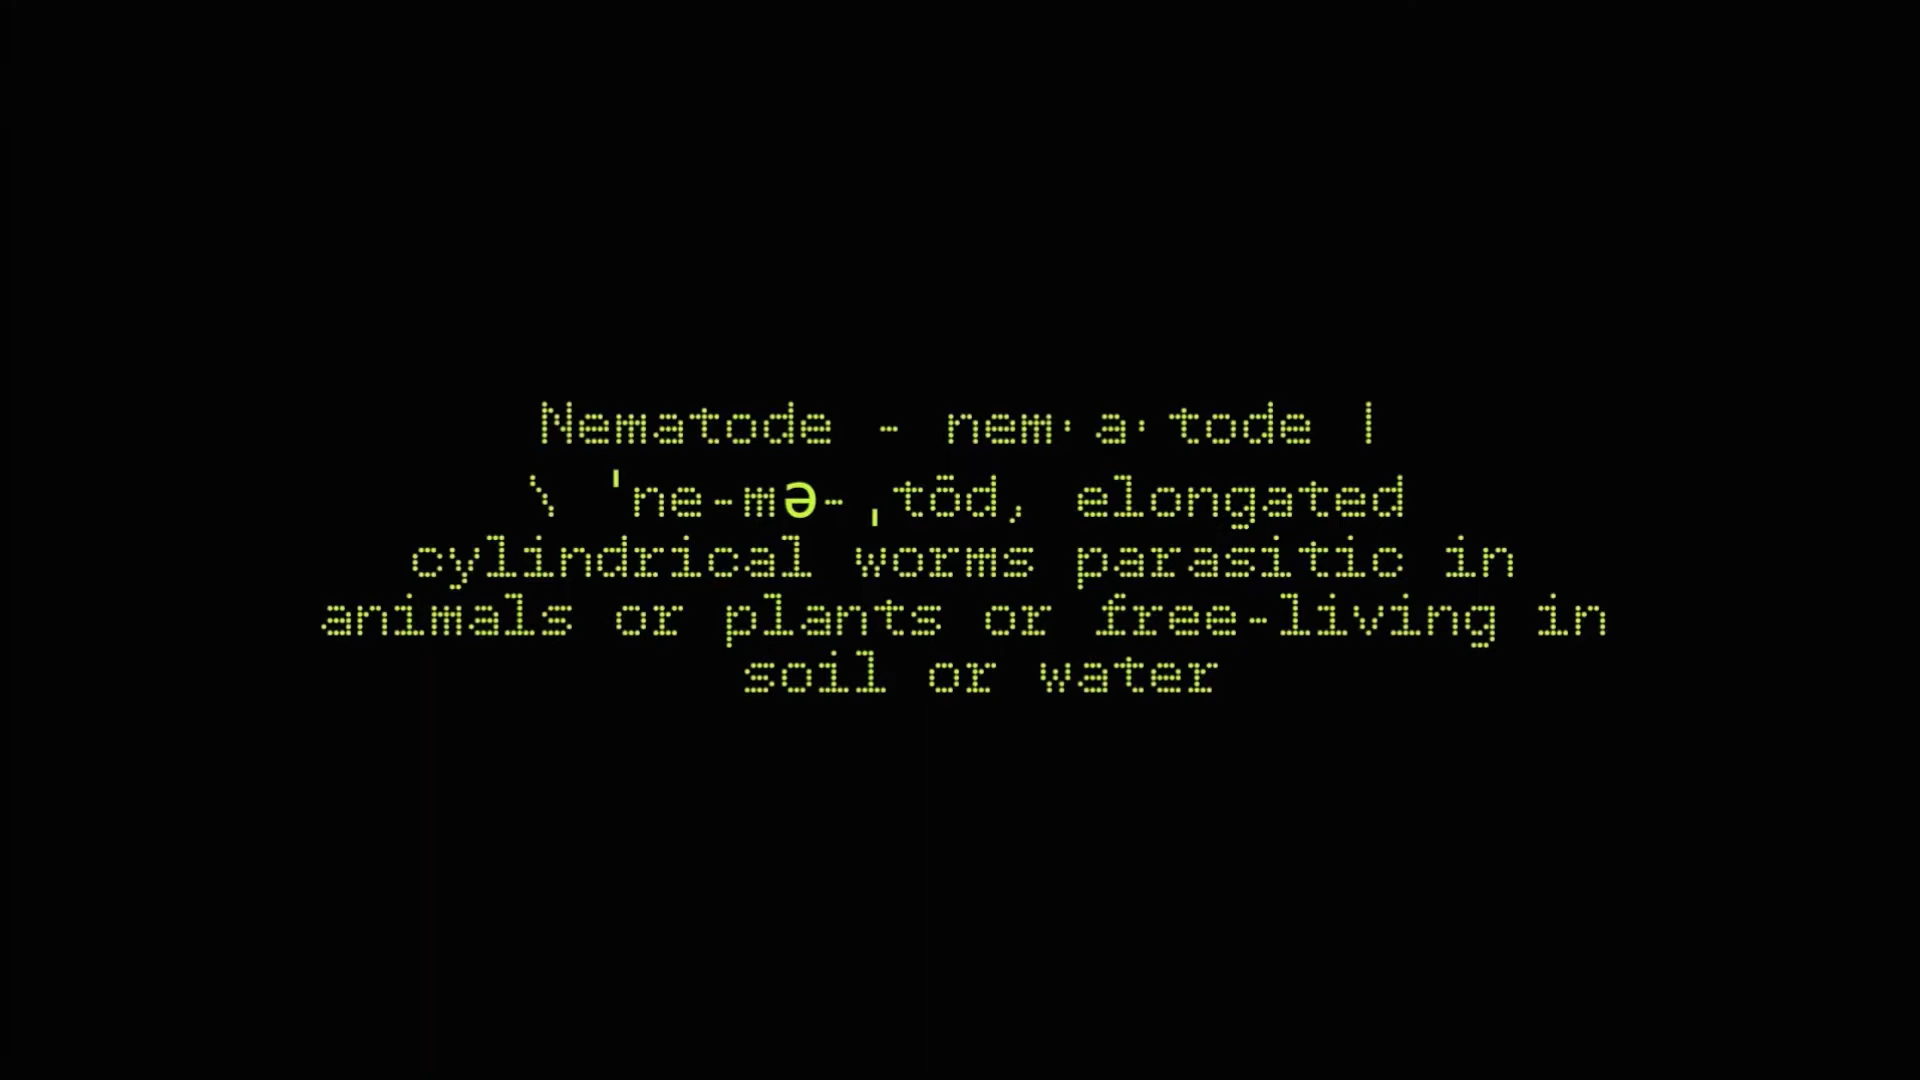 Nematode - nem·a·tode |
\ ˈne-mə-ˌtōd, elongated
cylindrical worms parasitic in
animals or plants or free-living in
soil or water